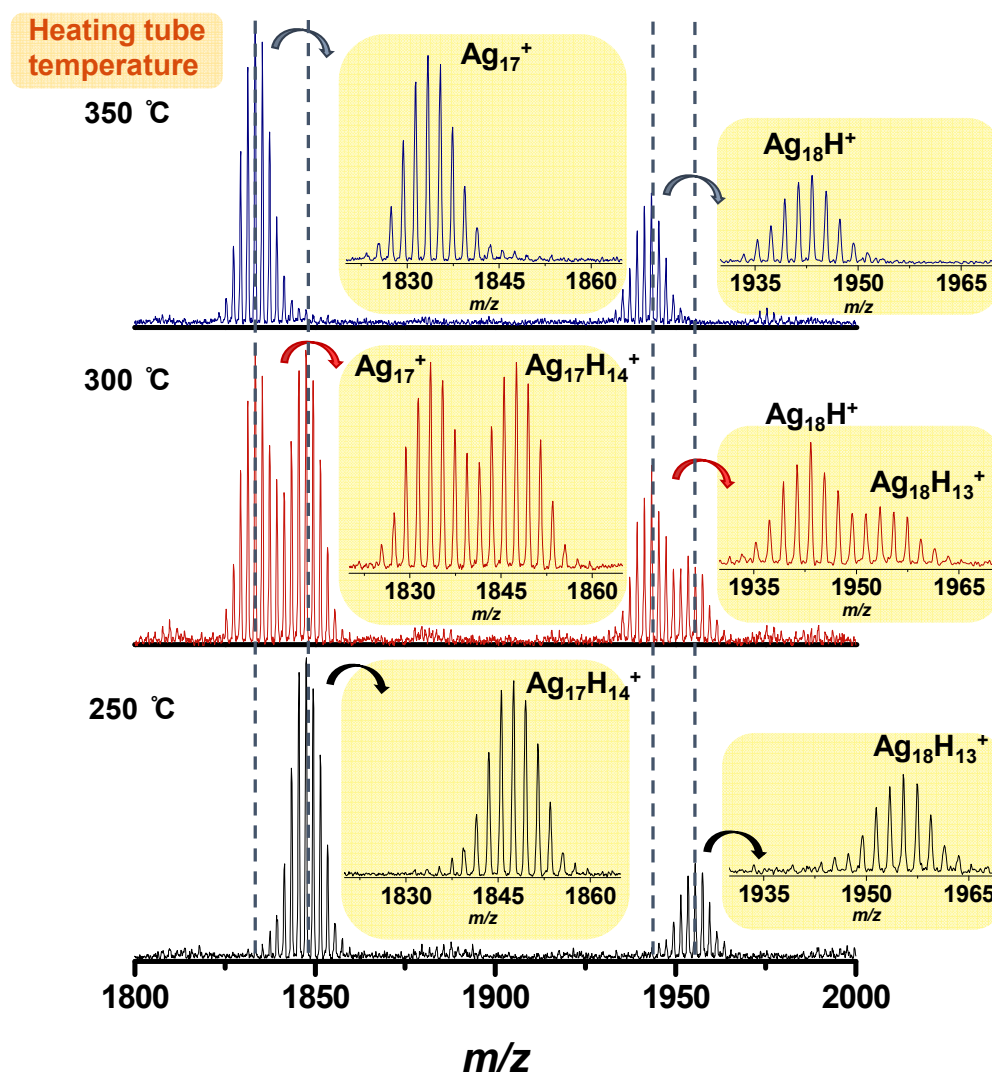 Heating tube
temperature
350 ℃
Ag₁₇⁺
1830 1845 1860
m/z
Ag₁₈H⁺
1935 1950 1965
m/z
300 ℃
Ag₁₇⁺ Ag₁₇H₁₄⁺
1830 1845 1860
m/z
Ag₁₈H⁺
Ag₁₈H₁₃⁺
1935 1950 1965
m/z
250 ℃
Ag₁₇H₁₄⁺
1830 1845 1860
m/z
Ag₁₈H₁₃⁺
1935 1950 1965
m/z
1800 1850 1900 1950 2000
m/z